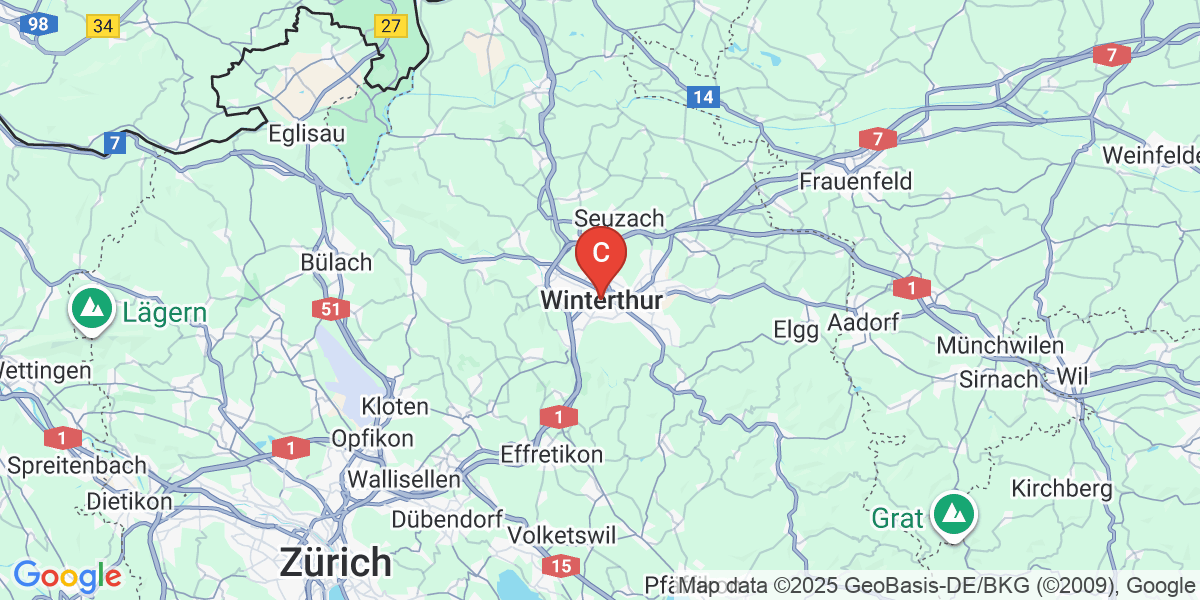 98
34
27
7
14
7
Eglisau
7
Weinfelde
Frauenfeld
Seuzach
C
Bülach
Winterthur
1
51
Lägern
Elgg
Aadorf
Münchwilen
Wettingen
Sirnach
Wil
Kloten
1
1
1
Opfikon
Effretikon
Spreitenbach
Wallisellen
Dietikon
Kirchberg
Dübendorf
Grat
Volketswil
Zürich
15
Google
Pfä
Map data ©2025 GeoBasis-DE/BKG (©2009), Google